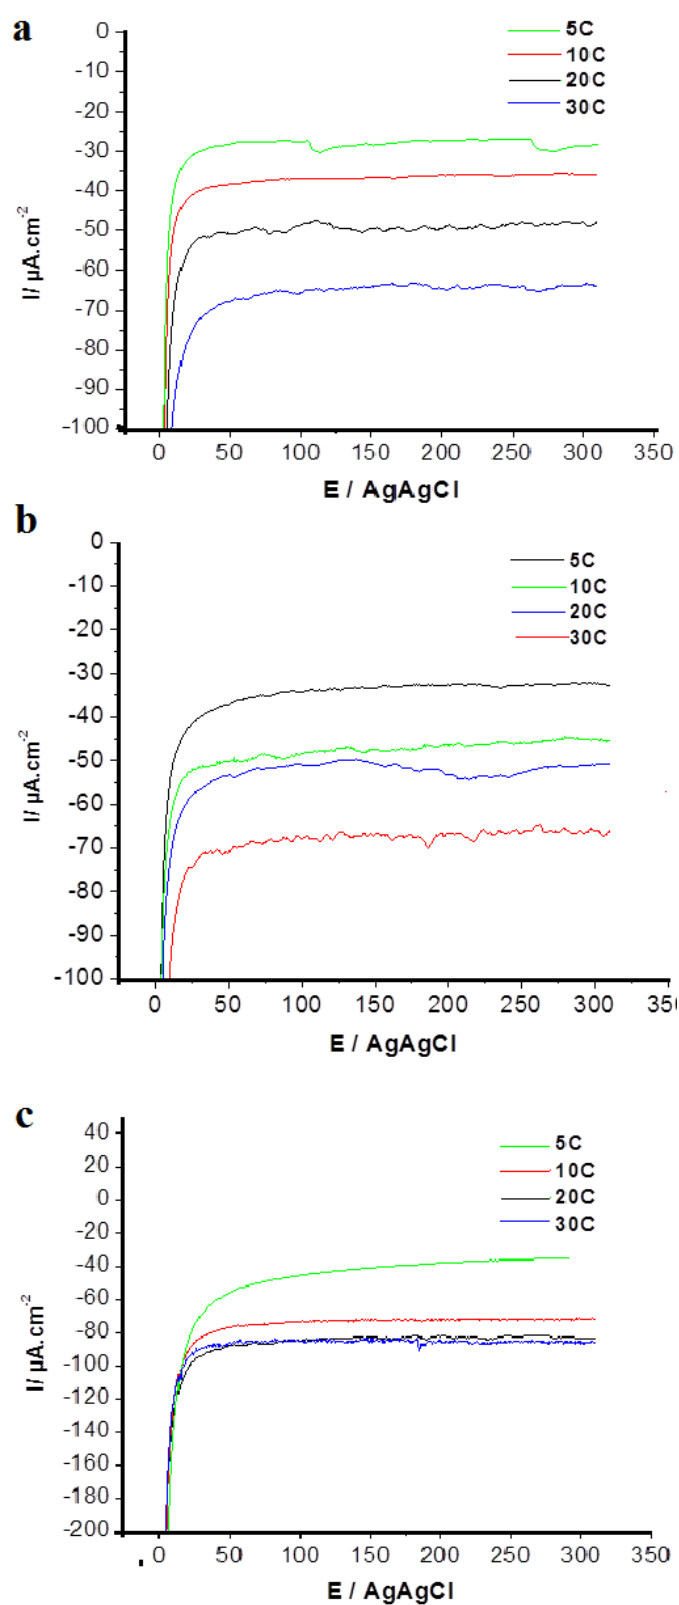 a
5C
10C
20C
30C
0
-10
-20
-30
-40
-50
-60
-70
-80
-90
-100
I/ µA.cm-2
0 50 100 150 200 250 300 350
E / AgAgCl
b
5C
10C
20C
30C
0
-10
-20
-30
-40
-50
-60
-70
-80
-90
-100
I/ µA.cm-2
0 50 100 150 200 250 300
E / AgAgCl
c
5C
10C
20C
30C
40
20
0
-20
-40
-60
-80
-100
-120
-140
-160
-180
-200
I/ µA.cm-2
0 50 100 150 200 250 300 350
E / AgAgCl